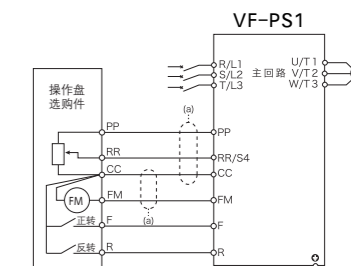 VF-PS1
R/L1
S/L2
T/L3
主回路
U/T1
V/T2
W/T3
操作盘
选购件
(a)
PP
PP
RR
RR/S4
CC
CC
FM
FM
FM
(a)
正转
F
F
反转
R
R